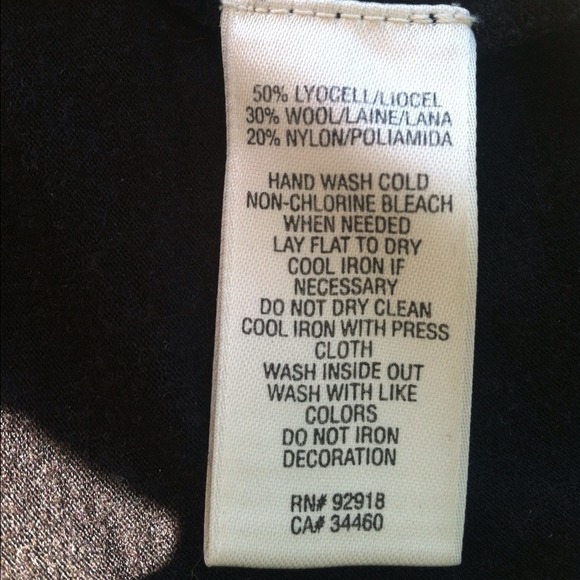 50% LYOCELL/LIOCEL
30% WOOL/LAINE/LANA
20% NYLON/POLIAMIDA
HAND WASH COLD
NON-CHLORINE BLEACH
WHEN NEEDED
LAY FLAT TO DRY
COOL IRON IF
NECESSARY
DO NOT DRY CLEAN
COOL IRON WITH PRESS
CLOTH
WASH INSIDE OUT
WASH WITH LIKE
COLORS
DO NOT IRON
DECORATION
RN# 92918
CA# 34460